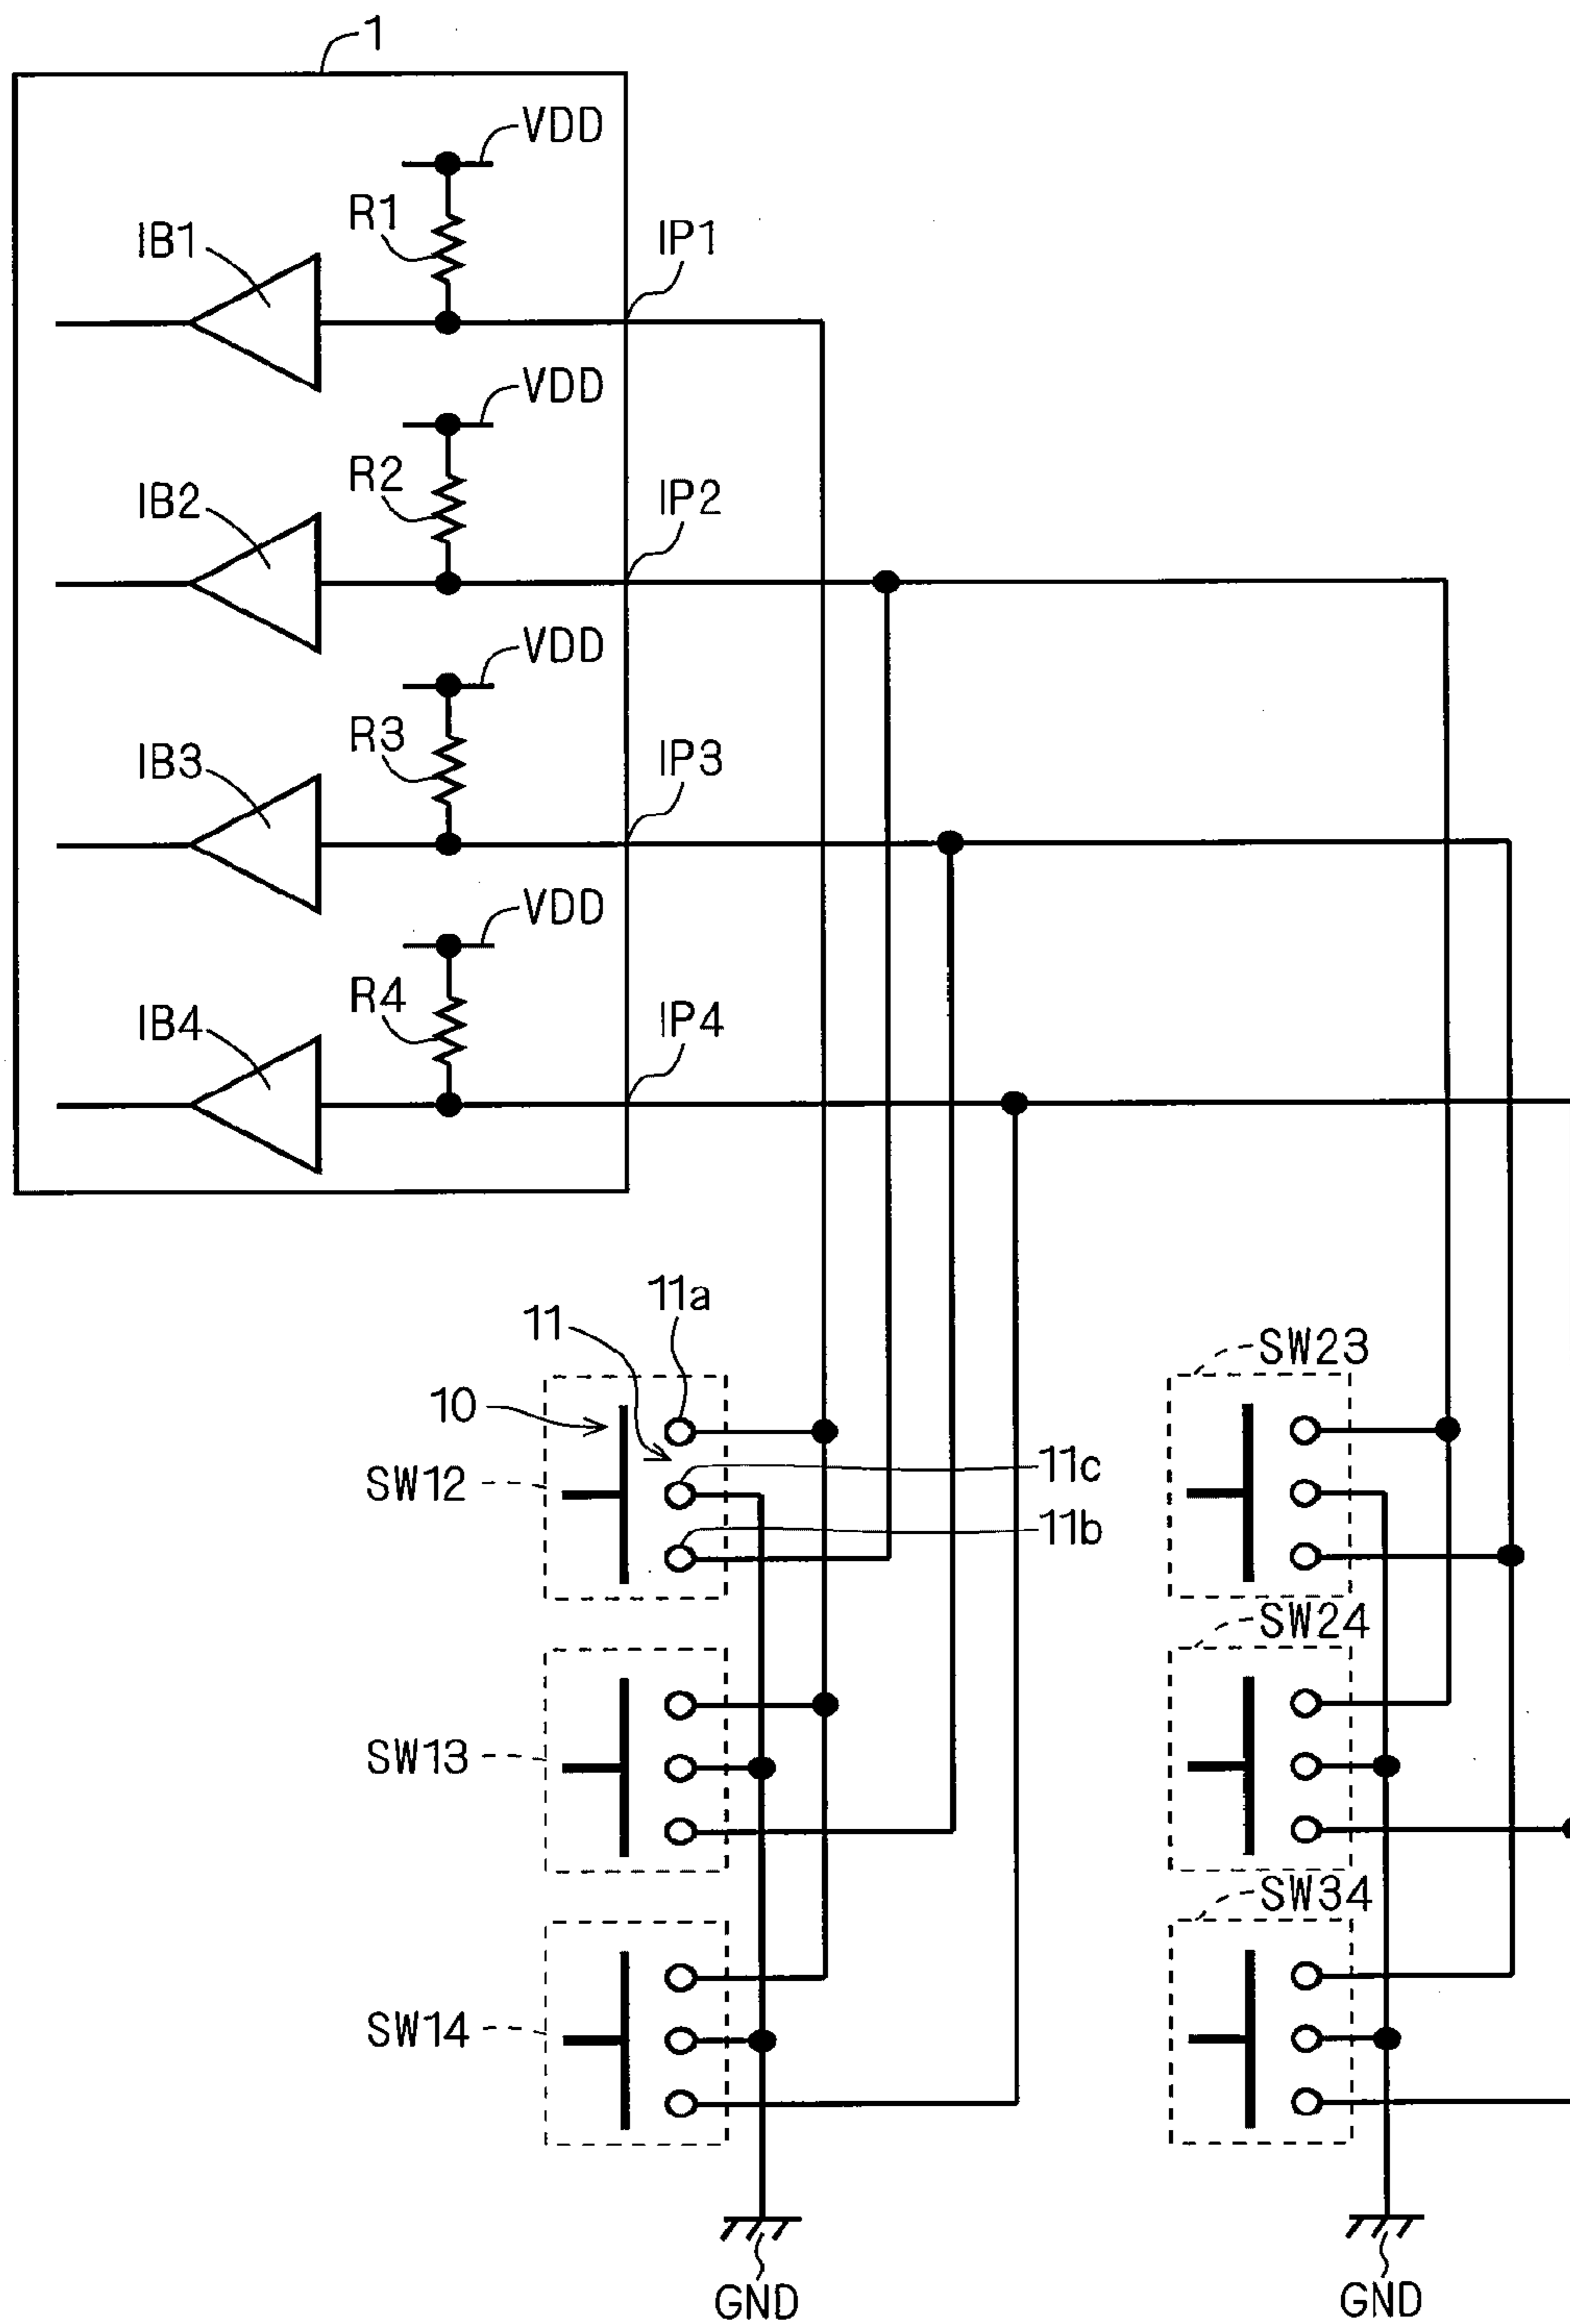 1
VDD
R1
IB1
IP1
VDD
R2
IB2
IP2
VDD
R3
IB3
IP3
VDD
R4
IB4
IP4
11a
11
10
SW12
11c
11b
SW23
SW24
SW13
SW34
SW14
GND
GND